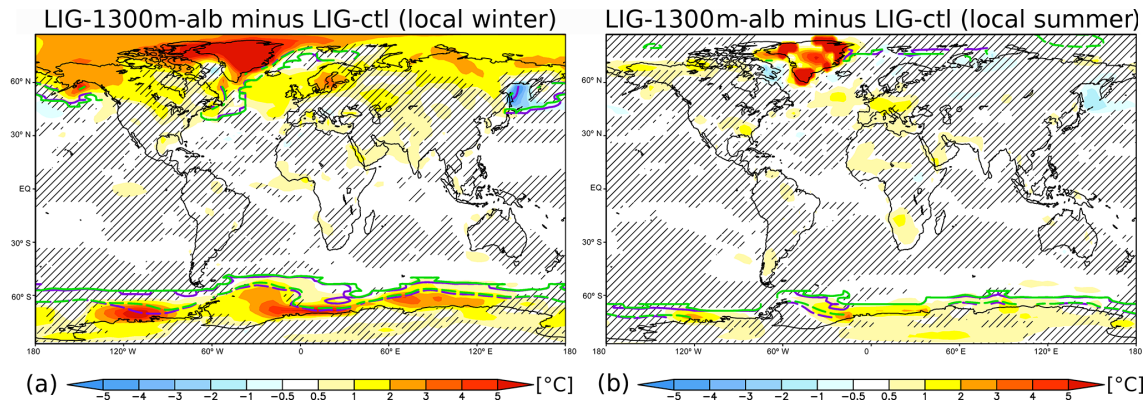 LIG-1300m-alb minus LIG-ctl (local winter)
LIG-1300m-alb minus LIG-ctl (local summer)
60° N
30° N
EQ
30° S
60° S
180 120°W 60°W 0 60°E 120°E 180
60° N
30° N
EQ
30° S
60° S
180 120°W 60°W 0 60°E 120°E 180
(a) [°C]
-5 -4 -3 -2 -1 -0.5 0.5 1 2 3 4 5
(b) [°C]
-5 -4 -3 -2 -1 -0.5 0.5 1 2 3 4 5